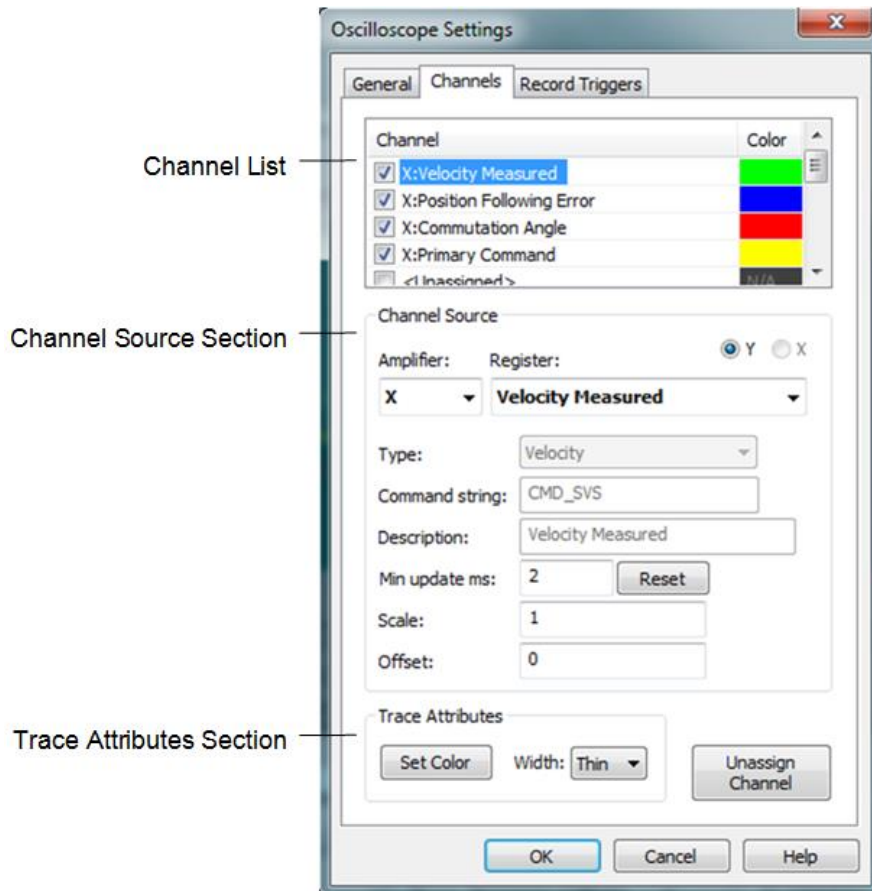 Oscilloscope Settings
General Channels Record Triggers
Channel List
Channel Color
X:Velocity Measured
X:Position Following Error
X:Commutation Angle
X:Primary Command
<Unassigned> N/A
Channel Source Section
Channel Source
Y X
Amplifier: Register:
X Velocity Measured
Type: Velocity
Command string: CMD_SVS
Description: Velocity Measured
Min update ms: 2 Reset
Scale: 1
Offset: 0
Trace Attributes Section
Trace Attributes
Set Color Width: Thin
Unassign
Channel
OK Cancel Help